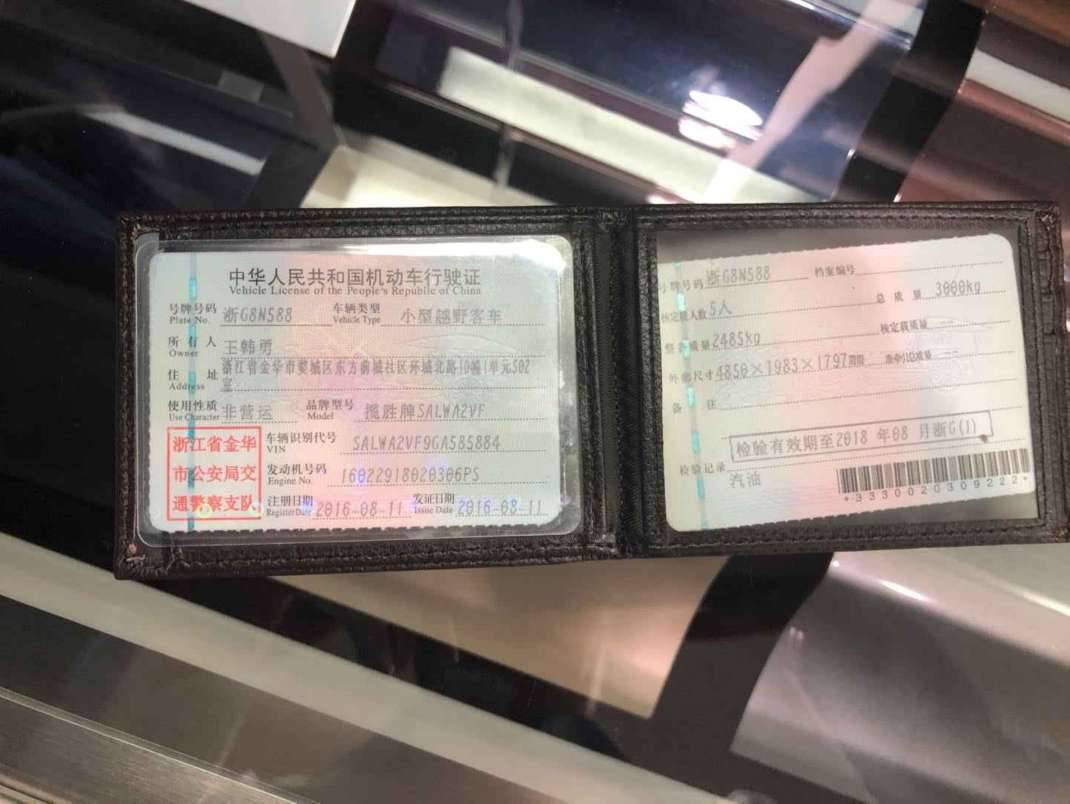 中华人民共和国机动车行驶证
Vehicle License of the People's Republic of China
号牌号码 浙G8N588 车辆类型 小型越野客车
Plate No. Vehicle Type
所有人 王韩勇
Owner
住址 浙江省金华市婺城区东方前城社区环城北路10幢1单元502室
Address
使用性质 非营运 品牌型号 揽胜牌SALWA2VF
Use Character Model
浙江省金华
市公安局交
通警察支队
车辆识别代号 SALWA2VF9GA585884
VIN
发动机号码 16022918020306PS
Engine No.
注册日期 2016-08-11 发证日期 2016-08-11
Register Date Issue Date
号牌号码 浙G8N588 档案编号
核定载人数 5人 总质量 3000kg
整备质量 2485kg 核定载质量 --
外廓尺寸 4850×1983×1797 --
备注
检验有效期至2018年08月浙G(1)
检验记录
汽油
*3330020309222*